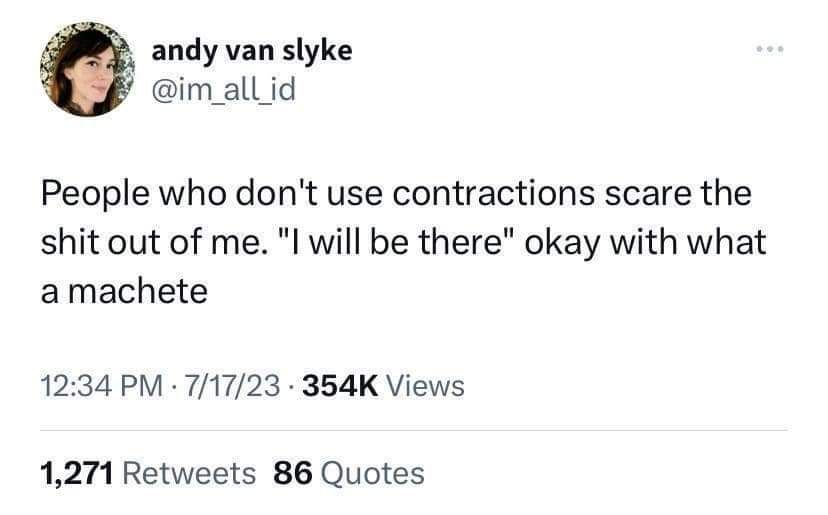 andy van slyke
@im_all_id
People who don't use contractions scare the
shit out of me. "I will be there" okay with what
a machete
12:34 PM · 7/17/23 · 354K Views
1,271 Retweets 86 Quotes